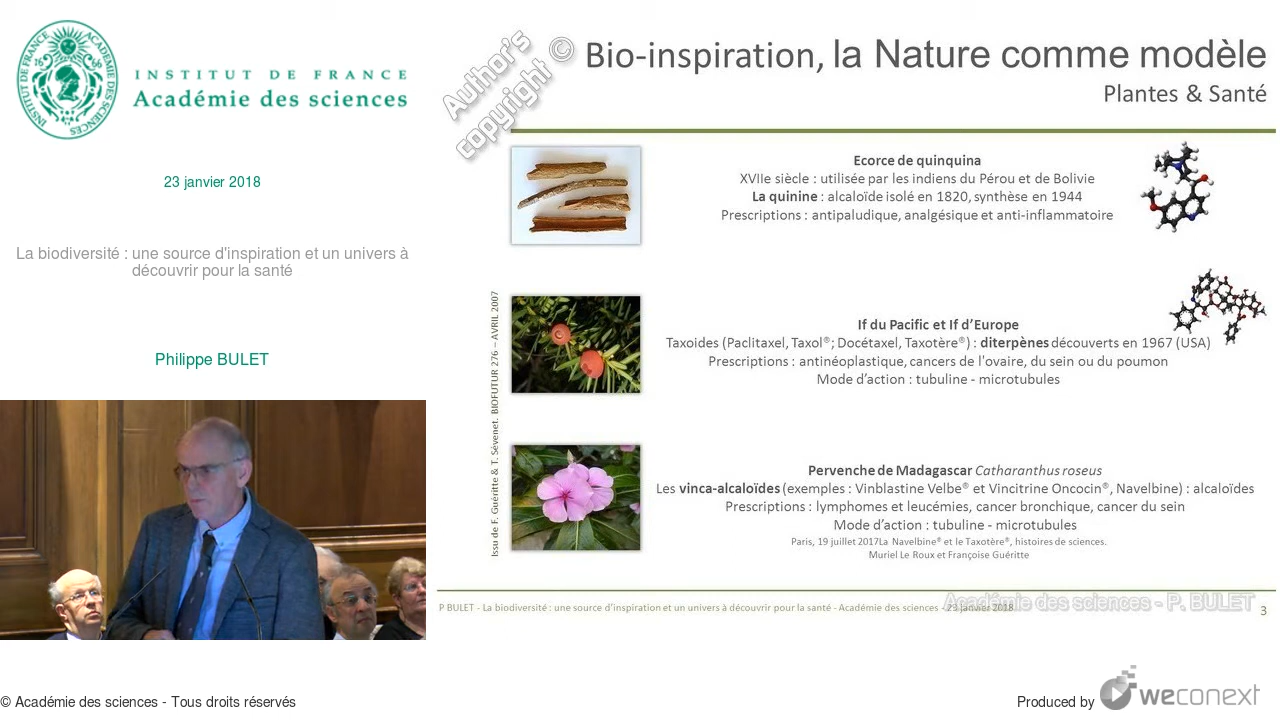 INSTITUT DE FRANCE
ACADÉMIE DES SCIENCES
1666
INSTITUT DE FRANCE
Académie des sciences
23 janvier 2018
La biodiversité : une source d'inspiration et un univers à
découvrir pour la santé
Philippe BULET
Author's
copyright ©
Bio-inspiration, la Nature comme modèle
Plantes & Santé
Ecorce de quinquina
XVIIe siècle : utilisée par les indiens du Pérou et de Bolivie
La quinine : alcaloïde isolé en 1820, synthèse en 1944
Prescriptions : antipaludique, analgésique et anti-inflammatoire
If du Pacific et If d’Europe
Taxoides (Paclitaxel, Taxol®; Docétaxel, Taxotère®) : diterpènes découverts en 1967 (USA)
Prescriptions : antinéoplastique, cancers de l'ovaire, du sein ou du poumon
Mode d’action : tubuline - microtubules
Pervenche de Madagascar Catharanthus roseus
Les vinca-alcaloïdes (exemples : Vinblastine Velbe® et Vincitrine Oncocin®, Navelbine) : alcaloïdes
Prescriptions : lymphomes et leucémies, cancer bronchique, cancer du sein
Mode d’action : tubuline - microtubules
Paris, 19 juillet 2017La Navelbine® et le Taxotère®, histoires de sciences.
Muriel Le Roux et Françoise Guéritte
Issu de F. Guéritte & T. Sévenet. BIOFUTUR 276 – AVRIL 2007
P BULET - La biodiversité : une source d’inspiration et un univers à découvrir pour la santé - Académie des sciences - 23 janvier 2018
Académie des sciences - P. BULET
3
© Académie des sciences - Tous droits réservés
Produced by weconext